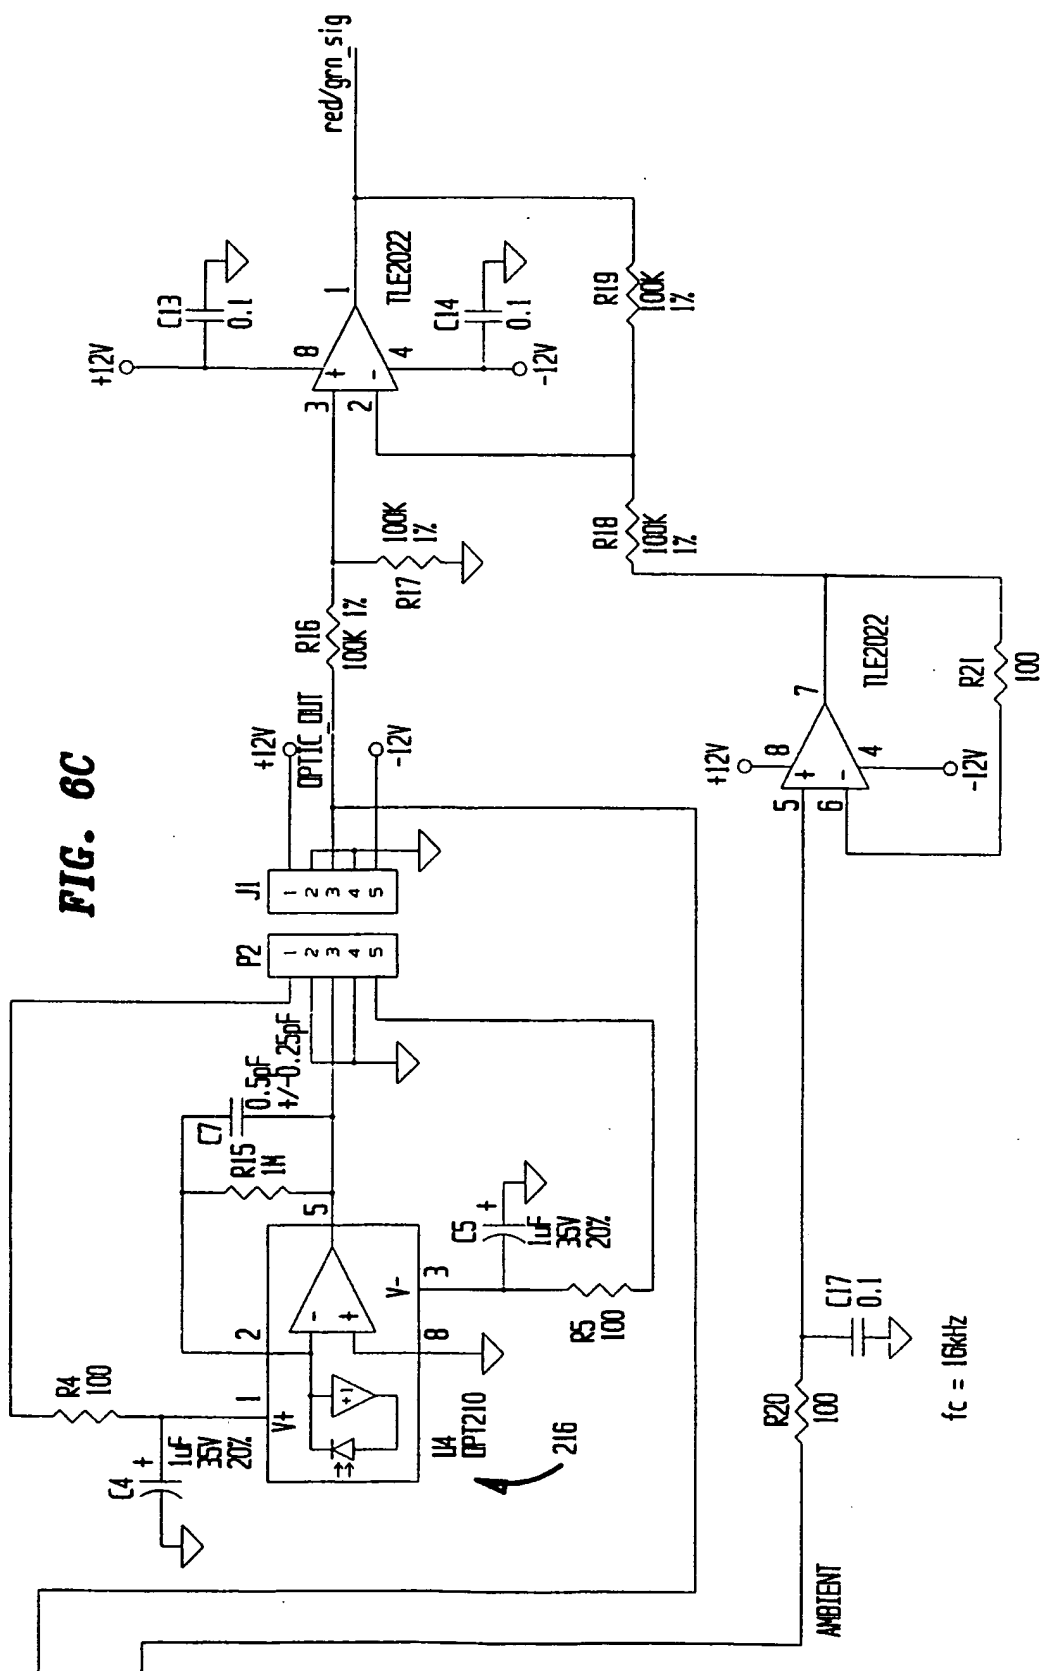 FIG. 6C
R4
100
C4
+
1uF
35V
20%
1
V+
2
-
+
+1
5
V-
3
8
U4
OPT210
216
R15
1M
C7
0.5pF
+/-0.25pF
C5
+
1uF
35V
20%
R5
100
P2
1
2
3
4
5
J1
1
2
3
4
5
+12V
OPTIC_OUT
-12V
R16
100K 1%
R17
100K
1%
+12V
C13
0.1
3
2
8
+
-
4
1
TLE2022
C14
0.1
-12V
red/grn_sig
R18
100K
1%
R19
100K
1%
AMBIENT
R20
100
C17
0.1
fc = 16kHz
+12V
5
6
8
+
-
4
7
-12V
TLE2022
R21
100